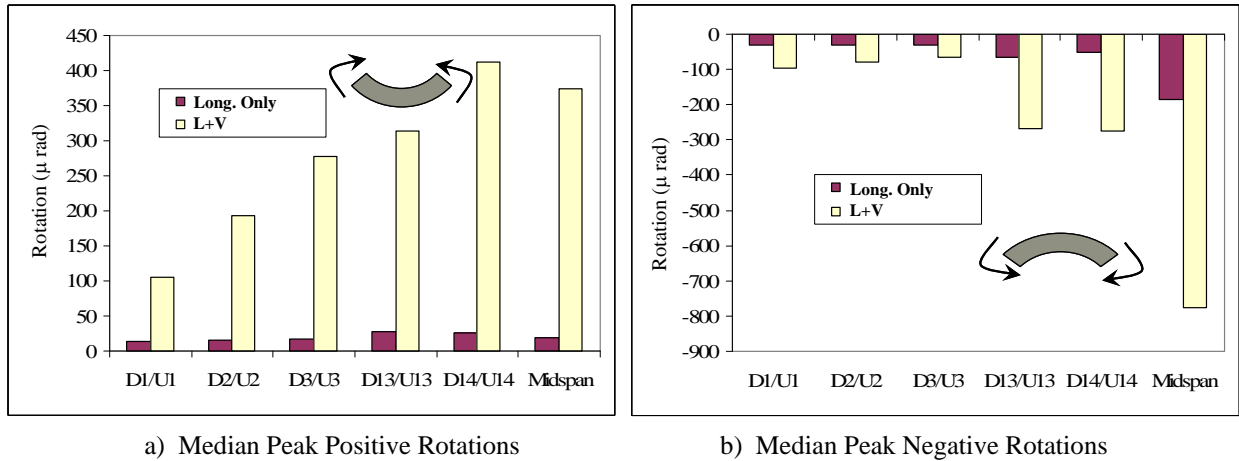 450
400
350
300
250
200
150
100
50
0
Rotation (μ rad)
Long. Only
L+V
D1/U1 D2/U2 D3/U3 D13/U13 D14/U14 Midspan
a) Median Peak Positive Rotations
0
-100
-200
-300
-400
-500
-600
-700
-800
-900
Rotation (μ rad)
Long. Only
L+V
D1/U1 D2/U2 D3/U3 D13/U13 D14/U14 Midspan
b) Median Peak Negative Rotations